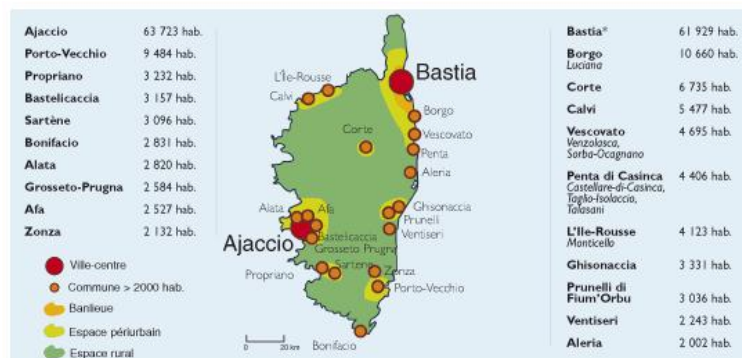 Ajaccio 63 723 hab.
Porto-Vecchio 9 484 hab.
Propriano 3 232 hab.
Bastelicaccia 3 157 hab.
Sartène 3 096 hab.
Bonifacio 2 831 hab.
Alata 2 820 hab.
Grosseto-Prugna 2 584 hab.
Afa 2 527 hab.
Zonza 2 132 hab.
Ville-centre
Commune > 2000 hab.
Banlieue
Espace périurbain
Espace rural
L'Île-Rousse
Calvi
Bastia
Borgo
Corte
Vescovato
Penta
Aleria
Ghisonaccia
Alata
Afa
Prunelli
Bastelicaccia
Ventiseri
Ajaccio
Grosseto Prugna
Propriano
Sartene
Zonza
Porto-Vecchio
Bonifacio
0 20 km
Bastia* 61 929 hab.
Borgo 10 660 hab.
Luciana
Corte 6 735 hab.
Calvi 5 477 hab.
Vescovato 4 695 hab.
Venzolasca,
Sorbo-Ocagnano
Penta di Casinca 4 406 hab.
Castellare-di-Casinca,
Taglio-Isolaccio,
Talasani
L'Ile-Rousse 4 123 hab.
Monticello
Ghisonaccia 3 331 hab.
Prunelli di
Fium'Orbu 3 036 hab.
Ventiseri 2 243 hab.
Aleria 2 002 hab.